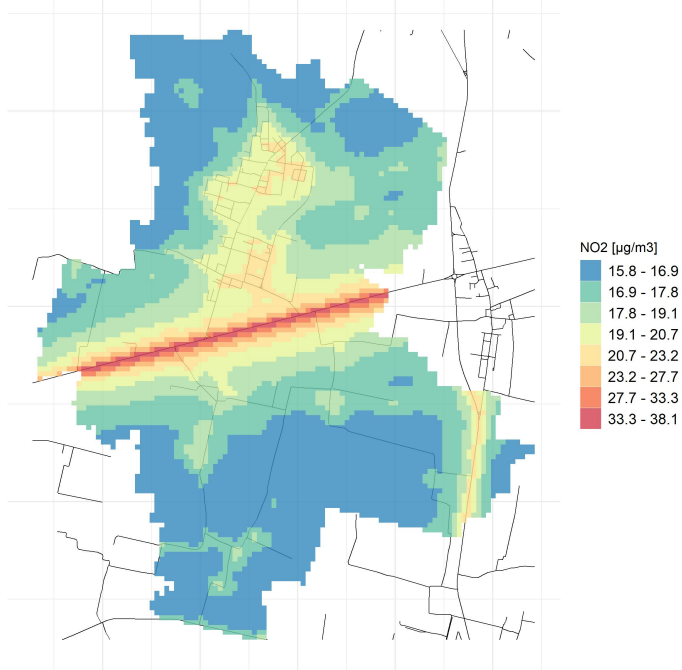 NO2 [µg/m3]
15.8 - 16.9
16.9 - 17.8
17.8 - 19.1
19.1 - 20.7
20.7 - 23.2
23.2 - 27.7
27.7 - 33.3
33.3 - 38.1